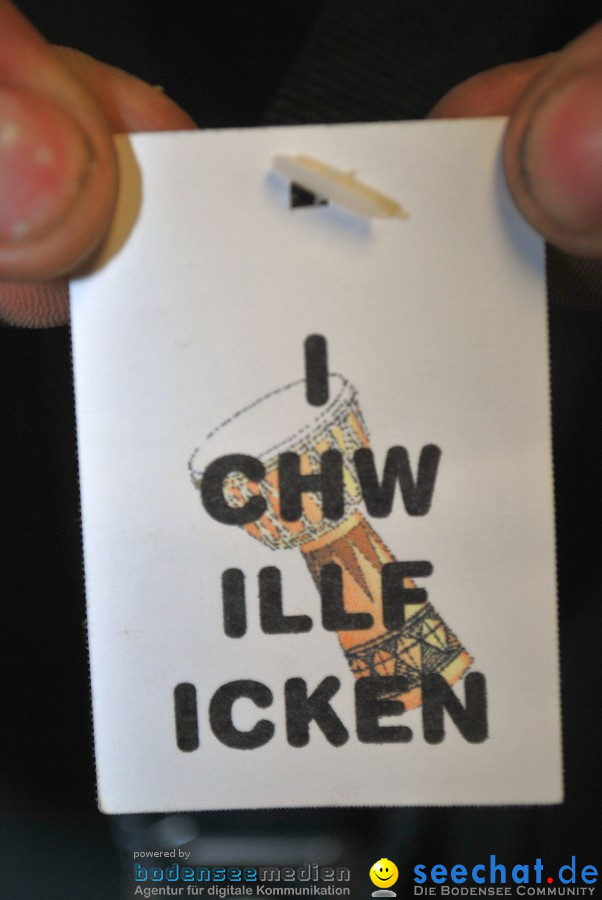 I
CHW
ILLF
ICKEN
powered by
bodenseemedien
Agentur für digitale Kommunikation
seechat.de
Die Bodensee Community